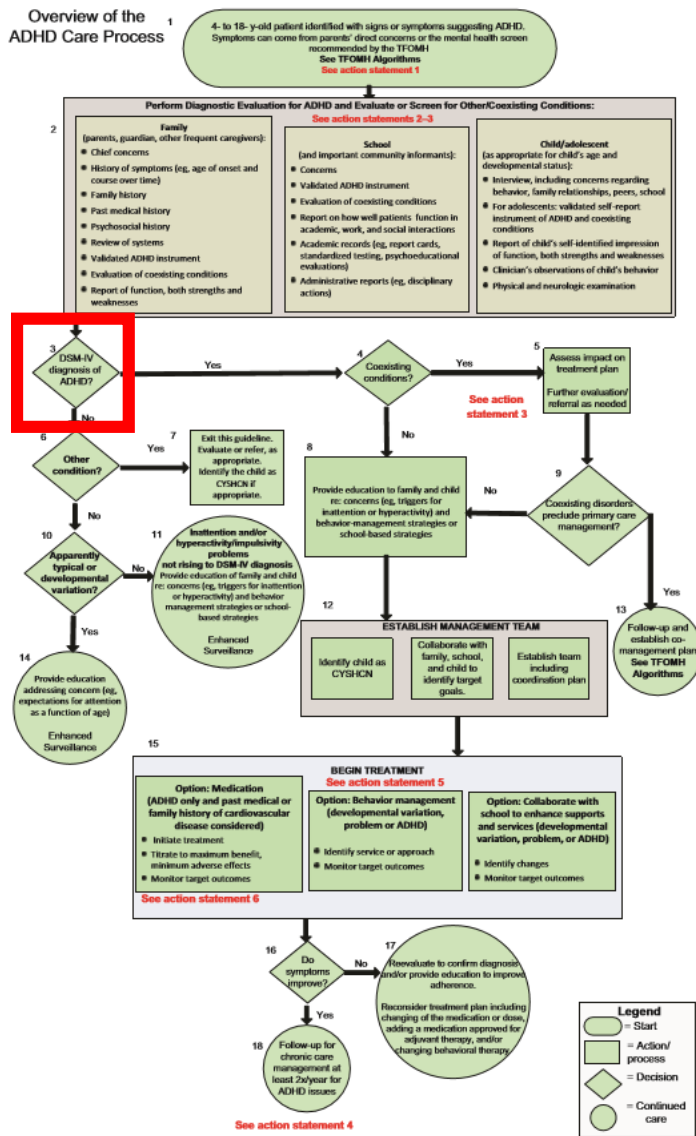 Overview of the
ADHD Care Process
1
4- to 18- y-old patient identified with signs or symptoms suggesting ADHD.
Symptoms can come from parents' direct concerns or the mental health screen
recommended by the TFOMH
See TFOMH Algorithms
See action statement 1
2
Perform Diagnostic Evaluation for ADHD and Evaluate or Screen for Other/Coexisting Conditions:
See action statements 2–3
Family
(parents, guardian, other frequent caregivers):
• Chief concerns
• History of symptoms (eg, age of onset and
course over time)
• Family history
• Past medical history
• Psychosocial history
• Review of systems
• Validated ADHD instrument
• Evaluation of coexisting conditions
• Report of function, both strengths and
weaknesses
School
(and important community informants):
• Concerns
• Validated ADHD instrument
• Evaluation of coexisting conditions
• Report on how well patients function in
academic, work, and social interactions
• Academic records (eg, report cards,
standardized testing, psychoeducational
evaluations)
• Administrative reports (eg, disciplinary
actions)
Child/adolescent
(as appropriate for child's age and
developmental status):
• Interview, including concerns regarding
behavior, family relationships, peers, school
• For adolescents: validated self-report
instrument of ADHD and coexisting
conditions
• Report of child's self-identified impression
of function, both strengths and weaknesses
• Clinician's observations of child's behavior
• Physical and neurologic examination
3
DSM-IV
diagnosis of
ADHD?
Yes
No
4
Coexisting
conditions?
Yes
No
5
Assess impact on
treatment plan
Further evaluation/
referral as needed
See action
statement 3
6
Other
condition?
Yes
No
7
Exit this guideline.
Evaluate or refer, as
appropriate.
Identify the child as
CYSHCN if
appropriate.
8
Provide education to family and child
re: concerns (eg, triggers for
inattention or hyperactivity) and
behavior-management strategies or
school-based strategies
9
Coexisting disorders
preclude primary care
management?
No
Yes
10
Apparently
typical or
developmental
variation?
No
Yes
11
Inattention and/or
hyperactivity/impulsivity
problems
not rising to DSM-IV diagnosis
Provide education of family and child
re: concerns (eg, triggers for inattention
or hyperactivity) and behavior
management strategies or school-
based strategies
Enhanced
Surveillance
12
ESTABLISH MANAGEMENT TEAM
Identify child as
CYSHCN
Collaborate with
family, school,
and child to
identify target
goals.
Establish team
including
coordination plan
13
Follow-up and
establish co-
management plan
See TFOMH
Algorithms
14
Provide education
addressing concern (eg,
expectations for attention
as a function of age)
Enhanced
Surveillance
15
BEGIN TREATMENT
See action statement 5
Option: Medication
(ADHD only and past medical or
family history of cardiovascular
disease considered)
• Initiate treatment
• Titrate to maximum benefit,
minimum adverse effects
• Monitor target outcomes
See action statement 6
Option: Behavior management
(developmental variation,
problem or ADHD)
• Identify service or approach
• Monitor target outcomes
Option: Collaborate with
school to enhance supports
and services (developmental
variation, problem, or ADHD)
• Identify changes
• Monitor target outcomes
16
Do
symptoms
improve?
No
Yes
17
Reevaluate to confirm diagnosis
and/or provide education to improve
adherence.
Reconsider treatment plan including
changing of the medication or dose,
adding a medication approved for
adjuvant therapy, and/or
changing behavioral therapy.
18
Follow-up for
chronic care
management at
least 2x/year for
ADHD issues
See action statement 4
Legend
= Start
= Action/
process
= Decision
= Continued
care